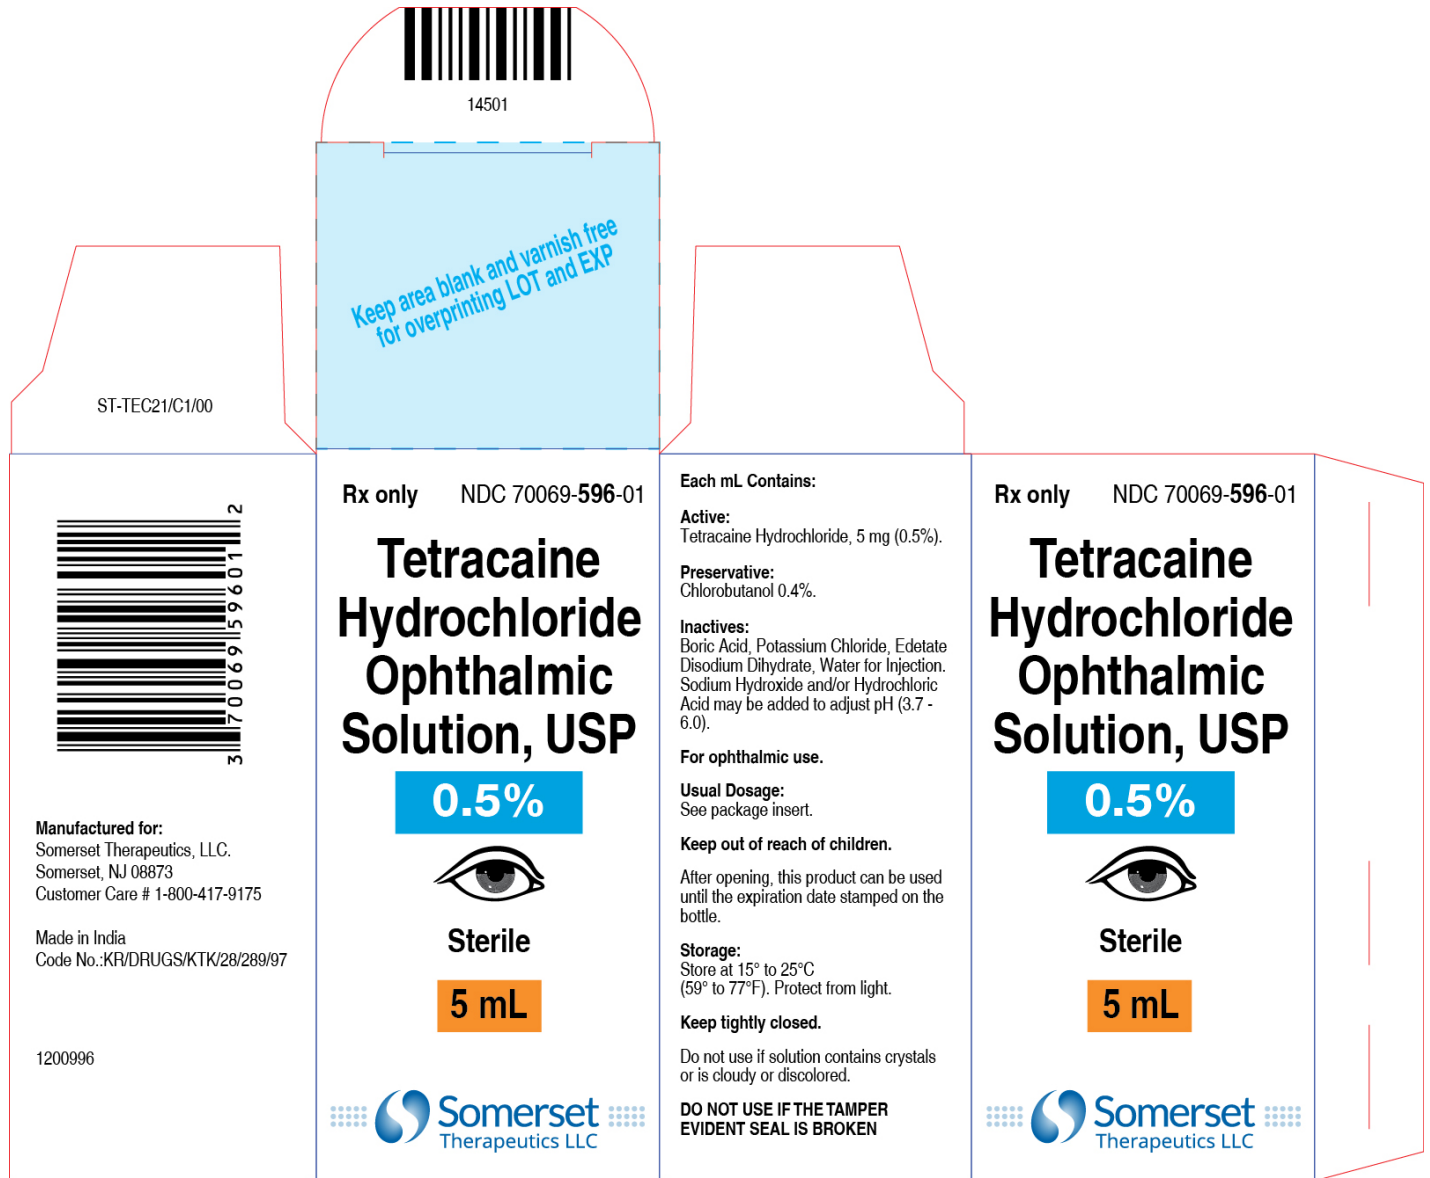 14501
Keep area blank and varnish free
for overprinting LOT and EXP
ST-TEC21/C1/00
3 70069 59601 2
Manufactured for:
Somerset Therapeutics, LLC.
Somerset, NJ 08873
Customer Care # 1-800-417-9175
Made in India
Code No.:KR/DRUGS/KTK/28/289/97
1200996
Rx only NDC 70069-596-01
Tetracaine
Hydrochloride
Ophthalmic
Solution, USP
0.5%
Sterile
5 mL
Somerset
Therapeutics LLC
Each mL Contains:
Active:
Tetracaine Hydrochloride, 5 mg (0.5%).
Preservative:
Chlorobutanol 0.4%.
Inactives:
Boric Acid, Potassium Chloride, Edetate
Disodium Dihydrate, Water for Injection.
Sodium Hydroxide and/or Hydrochloric
Acid may be added to adjust pH (3.7 -
6.0).
For ophthalmic use.
Usual Dosage:
See package insert.
Keep out of reach of children.
After opening, this product can be used
until the expiration date stamped on the
bottle.
Storage:
Store at 15° to 25°C
(59° to 77°F). Protect from light.
Keep tightly closed.
Do not use if solution contains crystals
or is cloudy or discolored.
DO NOT USE IF THE TAMPER
EVIDENT SEAL IS BROKEN
Rx only NDC 70069-596-01
Tetracaine
Hydrochloride
Ophthalmic
Solution, USP
0.5%
Sterile
5 mL
Somerset
Therapeutics LLC